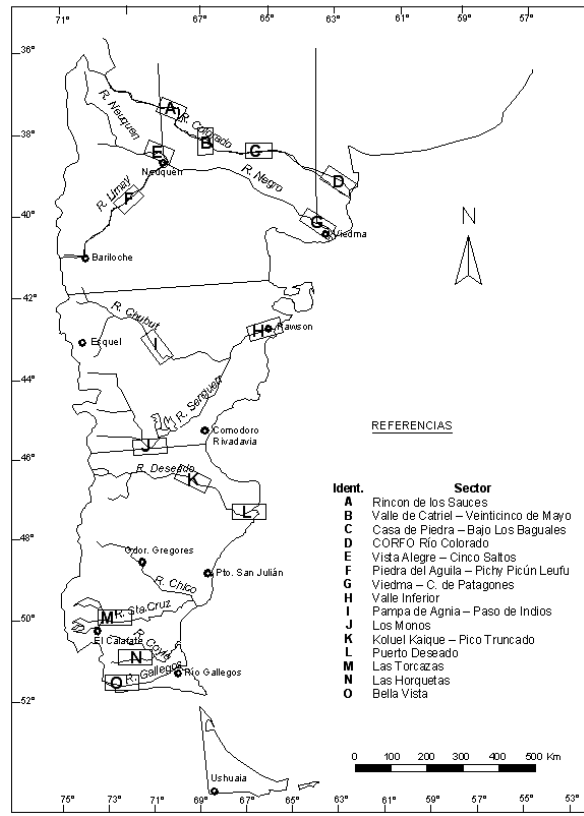 71° 67° 65° 63° 61° 59° 57°
36°
R. Neuquen
A
R. Colorado
38°
B
G
E
Neuquén
D
R. Limay
F
R. Negro
40°
G
Viedma
N
Bariloche
42°
R. Chubut
Rawson
H
Esquel
I
44°
R. Senguerr
Comodoro
Rivadavia
REFERENCIAS
J
46°
R. Deseado
K
L
48°
Gdor. Gregores
Pto. San Julián
R. Chico
50°
M
R. Sta Cruz
El Calafate
R. Coyle
N
R. Gallegos
Río Gallegos
O
52°
Ident. Sector
A Rincon de los Sauces
B Valle de Catriel – Veinticinco de Mayo
C Casa de Piedra – Bajo Los Baguales
D CORFO Río Colorado
E Vista Alegre – Cinco Saltos
F Piedra del Aguila – Pichy Picún Leufu
G Viedma – C. de Patagones
H Valle Inferior
I Pampa de Agnia – Paso de Indios
J Los Monos
K Koluel Kaique – Pico Truncado
L Puerto Deseado
M Las Torcazas
N Las Horquetas
O Bella Vista
0 100 200 300 400 500 Km
Ushuaia
75° 73° 71° 69° 67° 65° 63° 61° 59° 57° 55° 53°